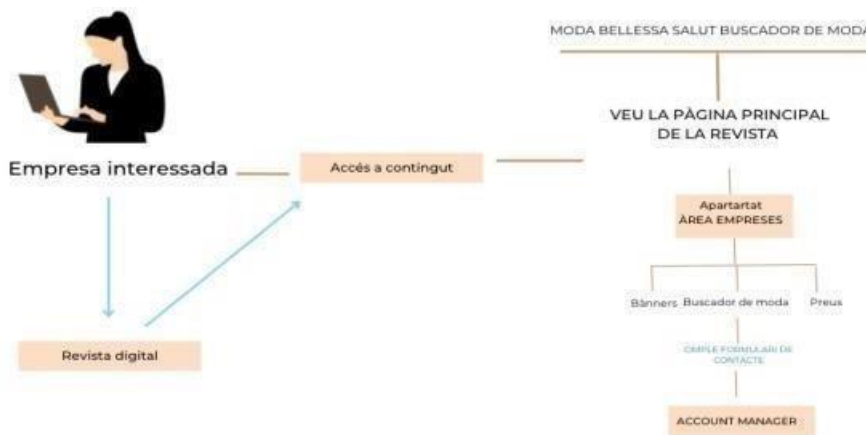 MODA BELLESSA SALUT BUSCADOR DE MODA
VEU LA PÀGINA PRINCIPAL
DE LA REVISTA
Empresa interessada
Accés a contingut
Apartartat
ÀREA EMPRESES
Bànners
Buscador de moda
Preus
Revista digital
OMPLE FORMULARI DE
CONTACTE
ACCOUNT MANAGER